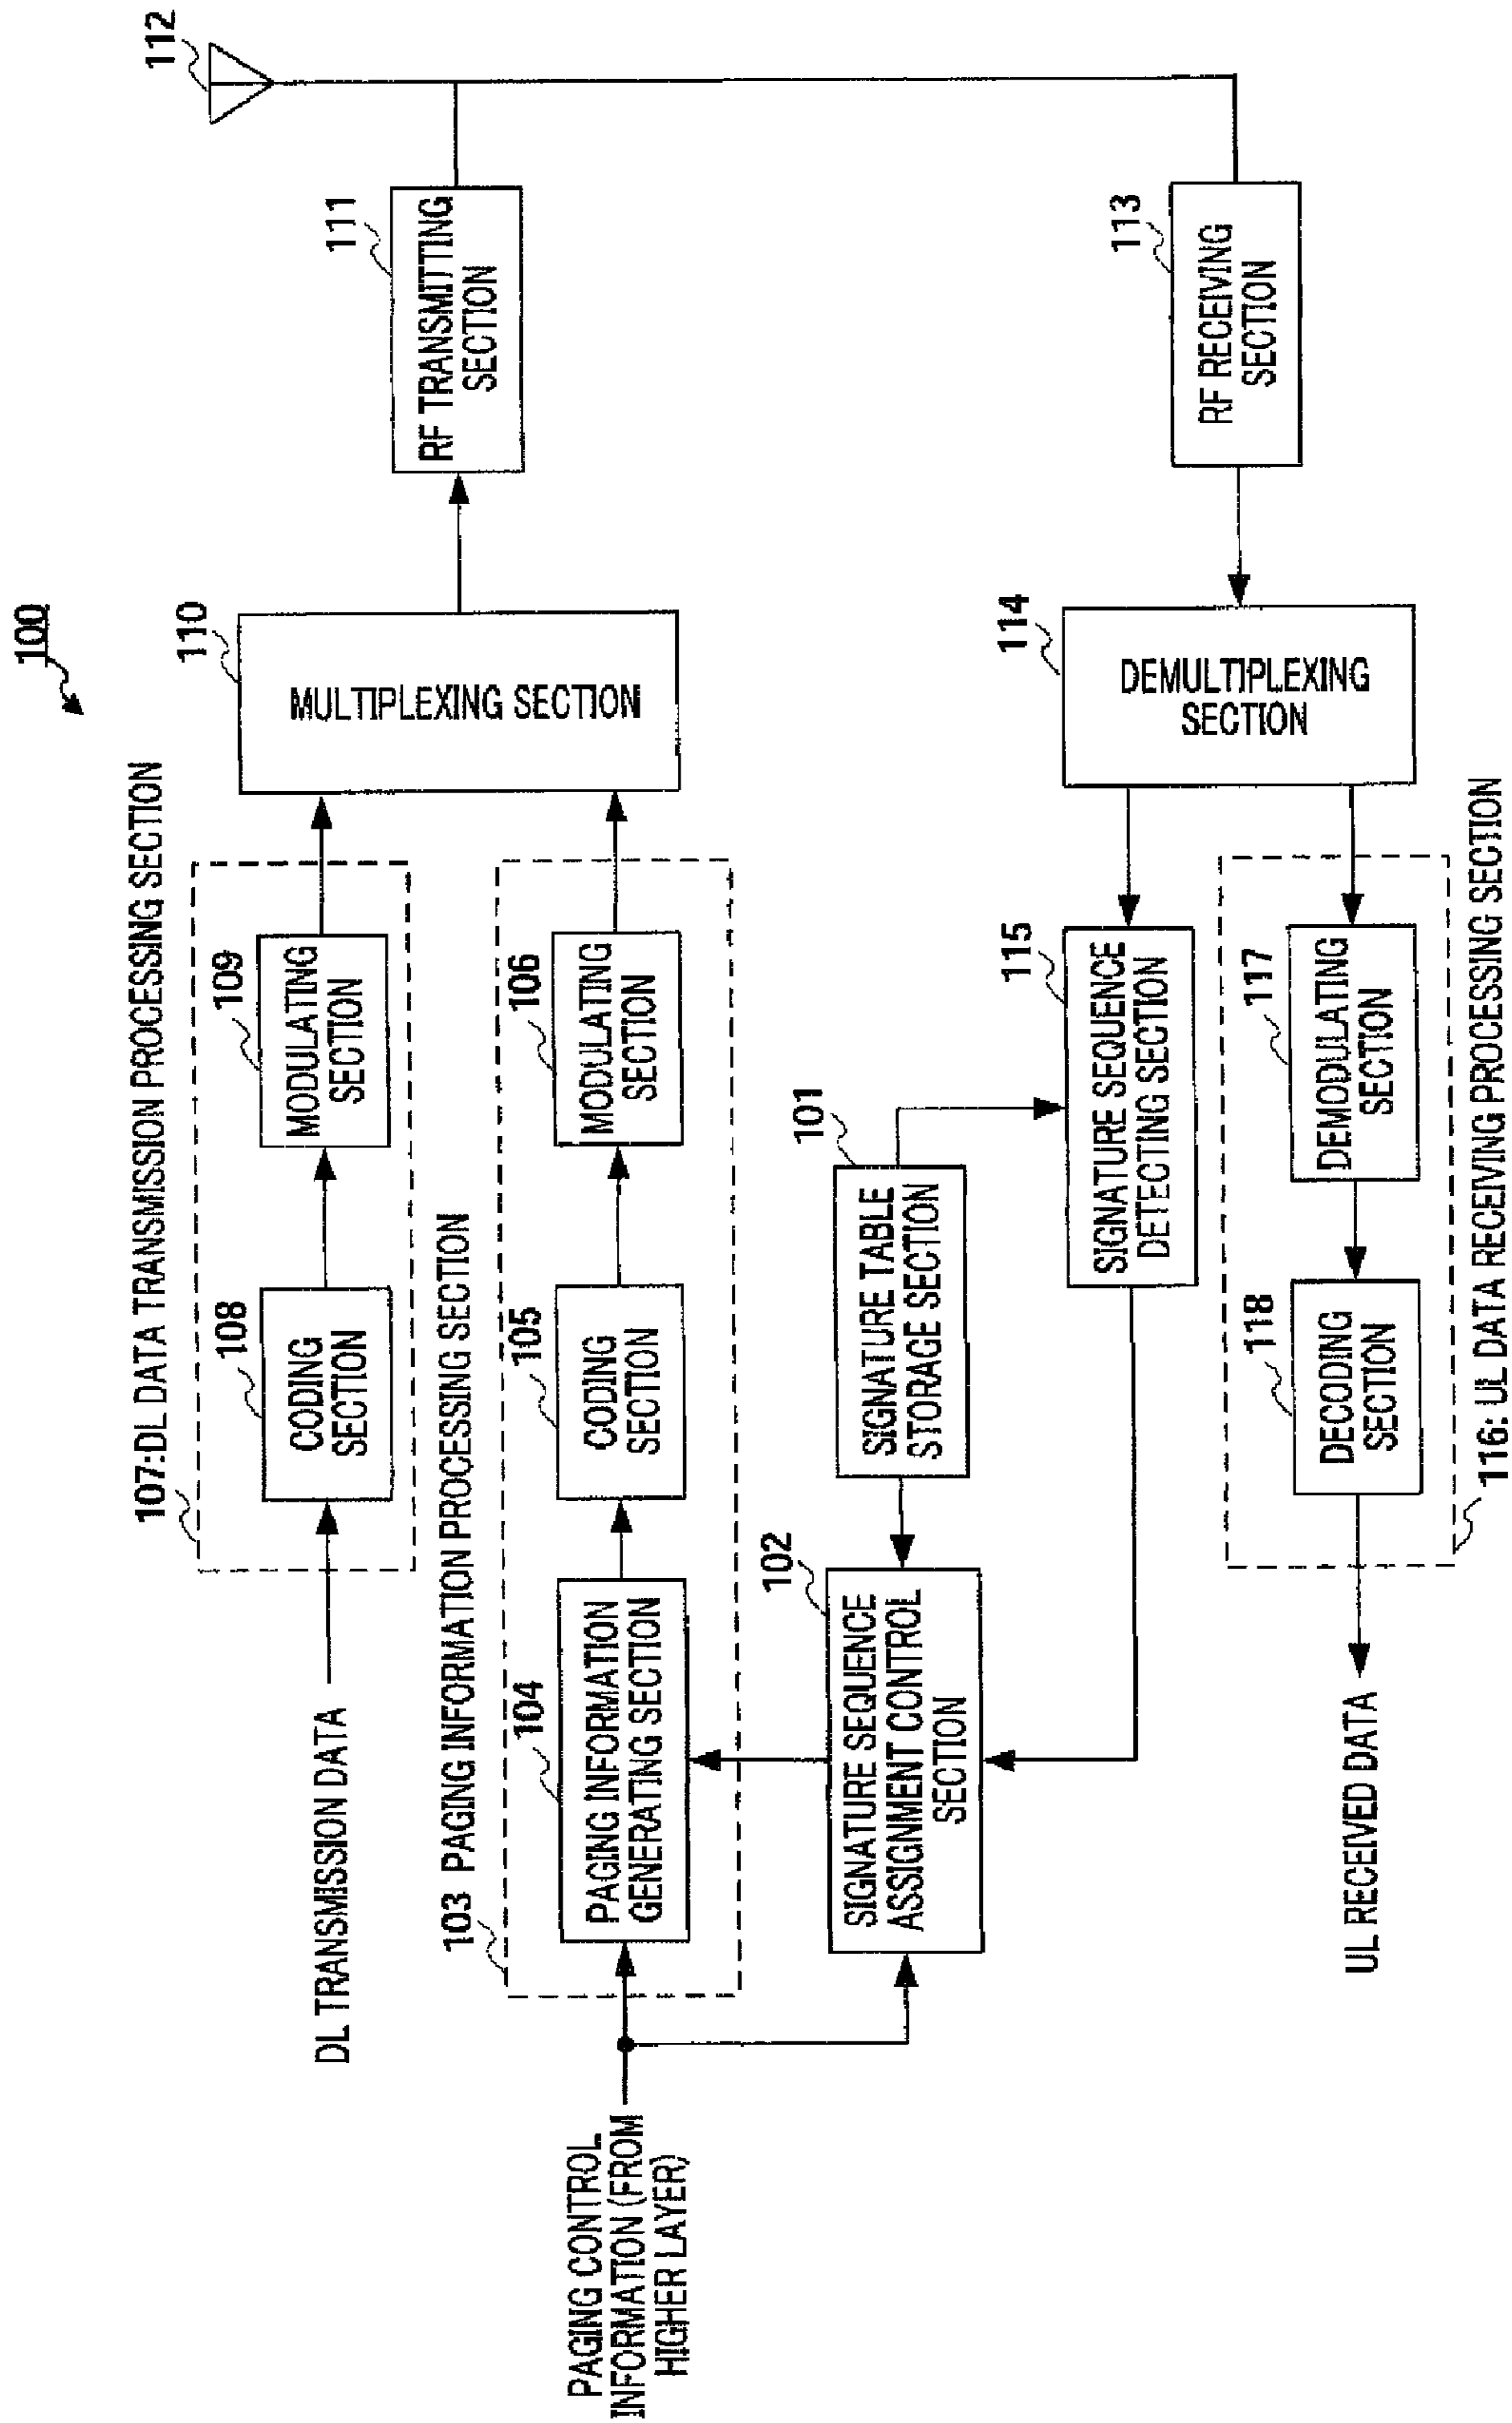 100
107:DL DATA TRANSMISSION PROCESSING SECTION
DL TRANSMISSION DATA
108
CODING
SECTION
109
MODULATING
SECTION
110
MULTIPLEXING SECTION
111
RF TRANSMITTING
SECTION
112
103 PAGING INFORMATION PROCESSING SECTION
PAGING CONTROL
INFORMATION (FROM
HIGHER LAYER)
104
PAGING INFORMATION
GENERATING SECTION
105
CODING
SECTION
106
MODULATING
SECTION
102
SIGNATURE SEQUENCE
ASSIGNMENT CONTROL
SECTION
101
SIGNATURE TABLE
STORAGE SECTION
115
SIGNATURE SEQUENCE
DETECTING SECTION
114
DEMULTIPLEXING
SECTION
113
RF RECEIVING
SECTION
UL RECEIVED DATA
118
DECODING
SECTION
117
DEMODULATING
SECTION
116: UL DATA RECEIVING PROCESSING SECTION